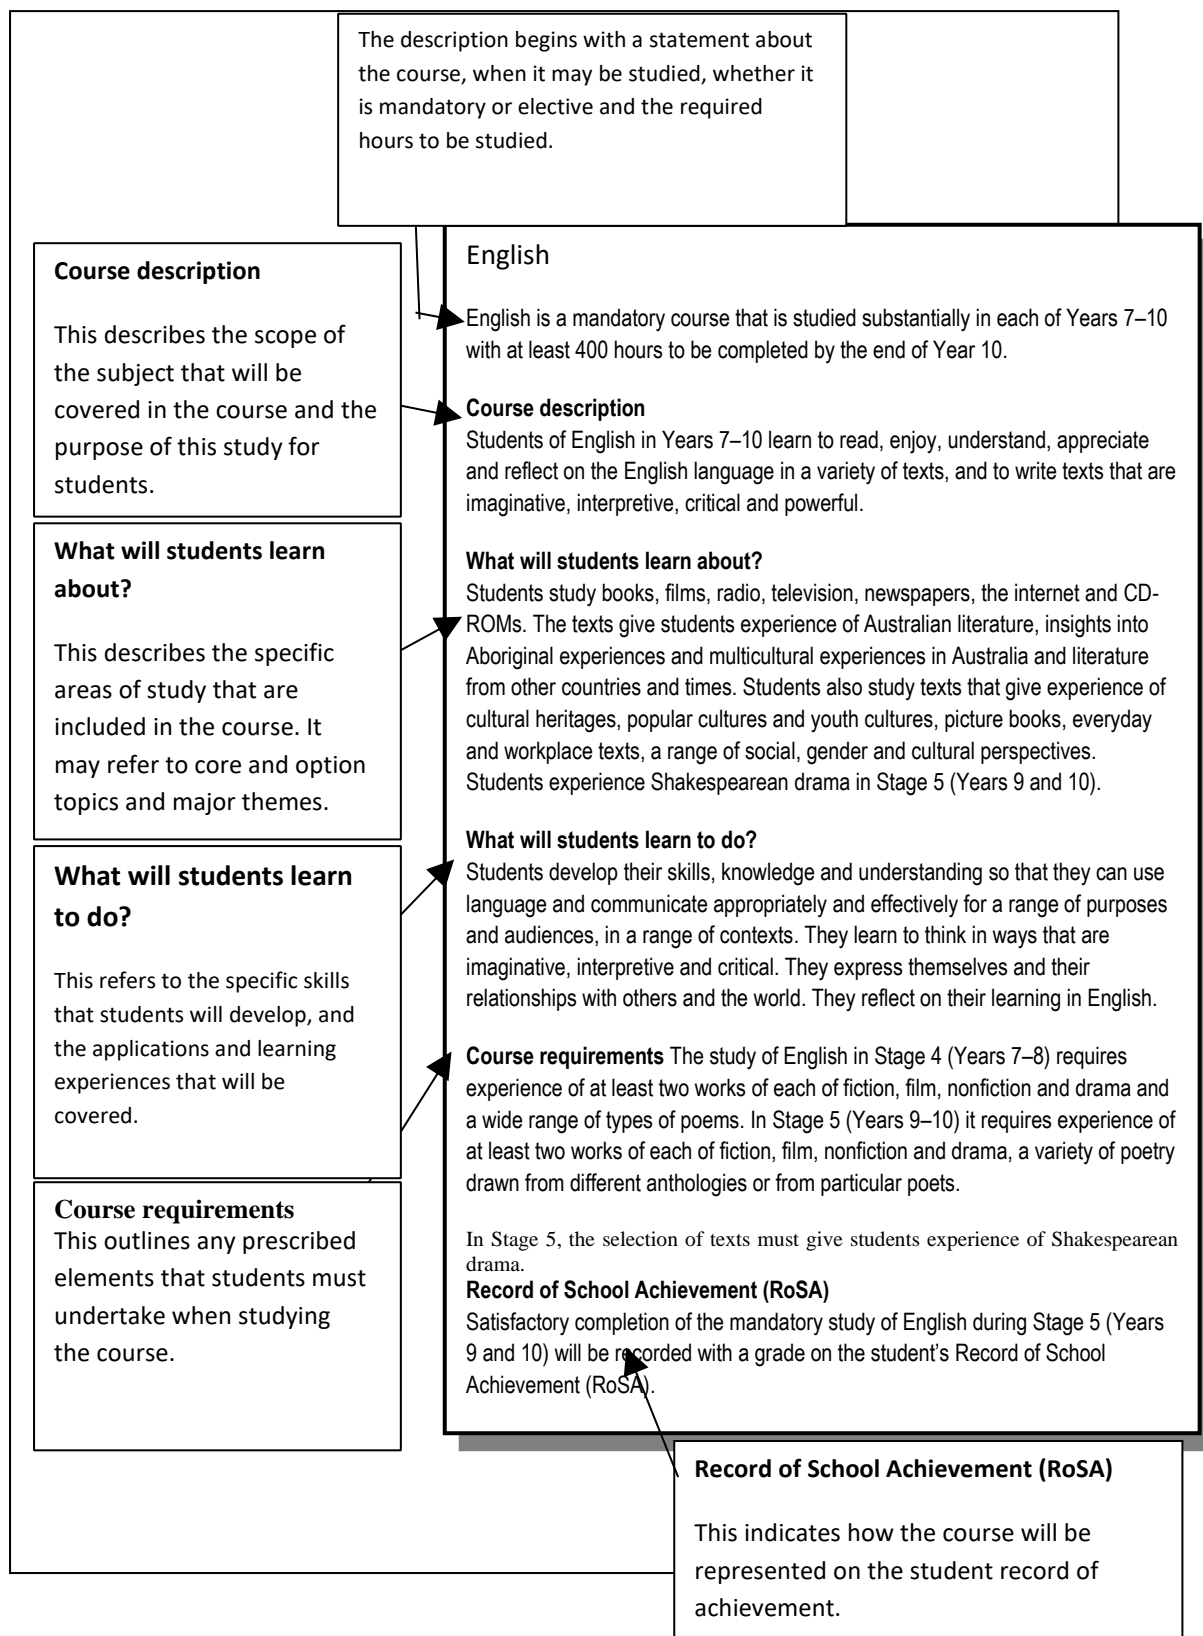 The description begins with a statement about
the course, when it may be studied, whether it
is mandatory or elective and the required
hours to be studied.
Course description
This describes the scope of
the subject that will be
covered in the course and the
purpose of this study for
students.
What will students learn
about?
This describes the specific
areas of study that are
included in the course. It
may refer to core and option
topics and major themes.
What will students learn
to do?
This refers to the specific skills
that students will develop, and
the applications and learning
experiences that will be
covered.
Course requirements
This outlines any prescribed
elements that students must
undertake when studying
the course.
English
English is a mandatory course that is studied substantially in each of Years 7–10
with at least 400 hours to be completed by the end of Year 10.
Course description
Students of English in Years 7–10 learn to read, enjoy, understand, appreciate
and reflect on the English language in a variety of texts, and to write texts that are
imaginative, interpretive, critical and powerful.
What will students learn about?
Students study books, films, radio, television, newspapers, the internet and CD-
ROMs. The texts give students experience of Australian literature, insights into
Aboriginal experiences and multicultural experiences in Australia and literature
from other countries and times. Students also study texts that give experience of
cultural heritages, popular cultures and youth cultures, picture books, everyday
and workplace texts, a range of social, gender and cultural perspectives.
Students experience Shakespearean drama in Stage 5 (Years 9 and 10).
What will students learn to do?
Students develop their skills, knowledge and understanding so that they can use
language and communicate appropriately and effectively for a range of purposes
and audiences, in a range of contexts. They learn to think in ways that are
imaginative, interpretive and critical. They express themselves and their
relationships with others and the world. They reflect on their learning in English.
Course requirements The study of English in Stage 4 (Years 7–8) requires
experience of at least two works of each of fiction, film, nonfiction and drama and
a wide range of types of poems. In Stage 5 (Years 9–10) it requires experience of
at least two works of each of fiction, film, nonfiction and drama, a variety of poetry
drawn from different anthologies or from particular poets.
In Stage 5, the selection of texts must give students experience of Shakespearean
drama.
Record of School Achievement (RoSA)
Satisfactory completion of the mandatory study of English during Stage 5 (Years
9 and 10) will be recorded with a grade on the student's Record of School
Achievement (RoSA).
Record of School Achievement (RoSA)
This indicates how the course will be
represented on the student record of
achievement.